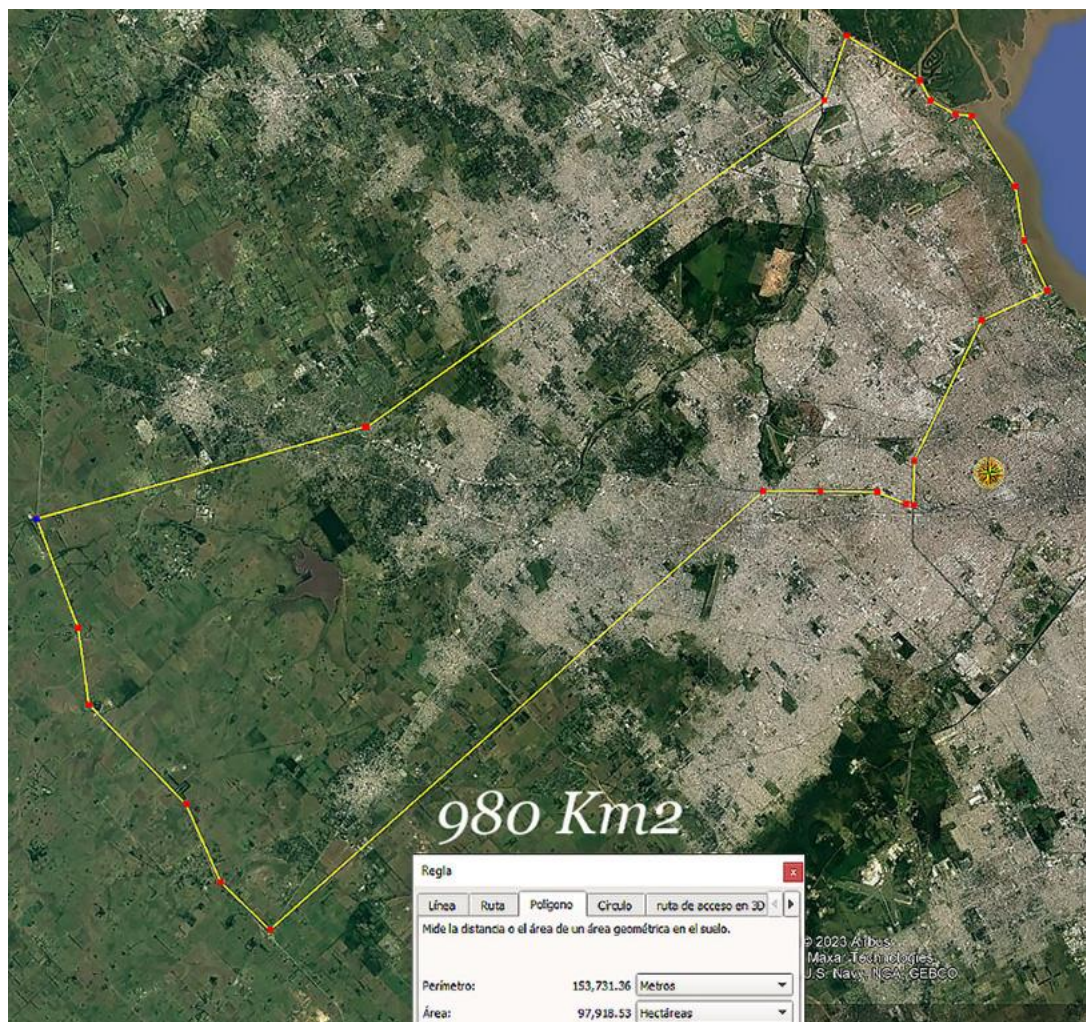 980 Km2
Regla
x
Línea Ruta Polígono Círculo ruta de acceso en 3D
Mide la distancia o el área de un área geométrica en el suelo.
© 2023 Airbus
Maxar Technologies
U.S. Navy, NGA, GEBCO
Perímetro: 153,731.36 Metros
Área: 97,918.53 Hectáreas